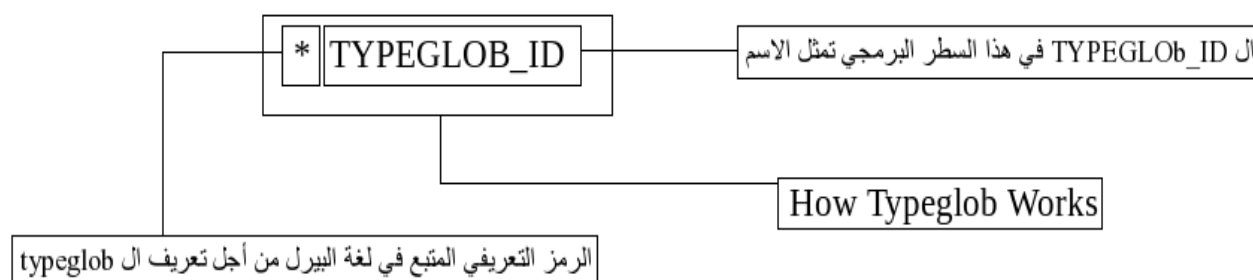 * TYPEGLOB_ID
ال TYPEGLOb_ID في هذا السطر البرمجي تمثل الاسم
How Typeglob Works
الرمز التعريفي المتبع في لغة البيرل من أجل تعريف ال typeglob